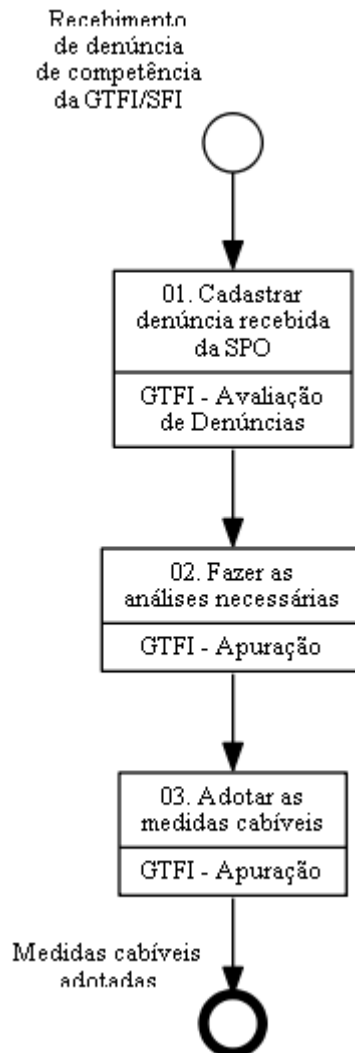 Recebimento
de denúncia
de competência
da GTFI/SFI
01. Cadastrar
denúncia recebida
da SPO
GTFI - Avaliação
de Denúncias
02. Fazer as
análises necessárias
GTFI - Apuração
03. Adotar as
medidas cabíveis
GTFI - Apuração
Medidas cabíveis
adotadas